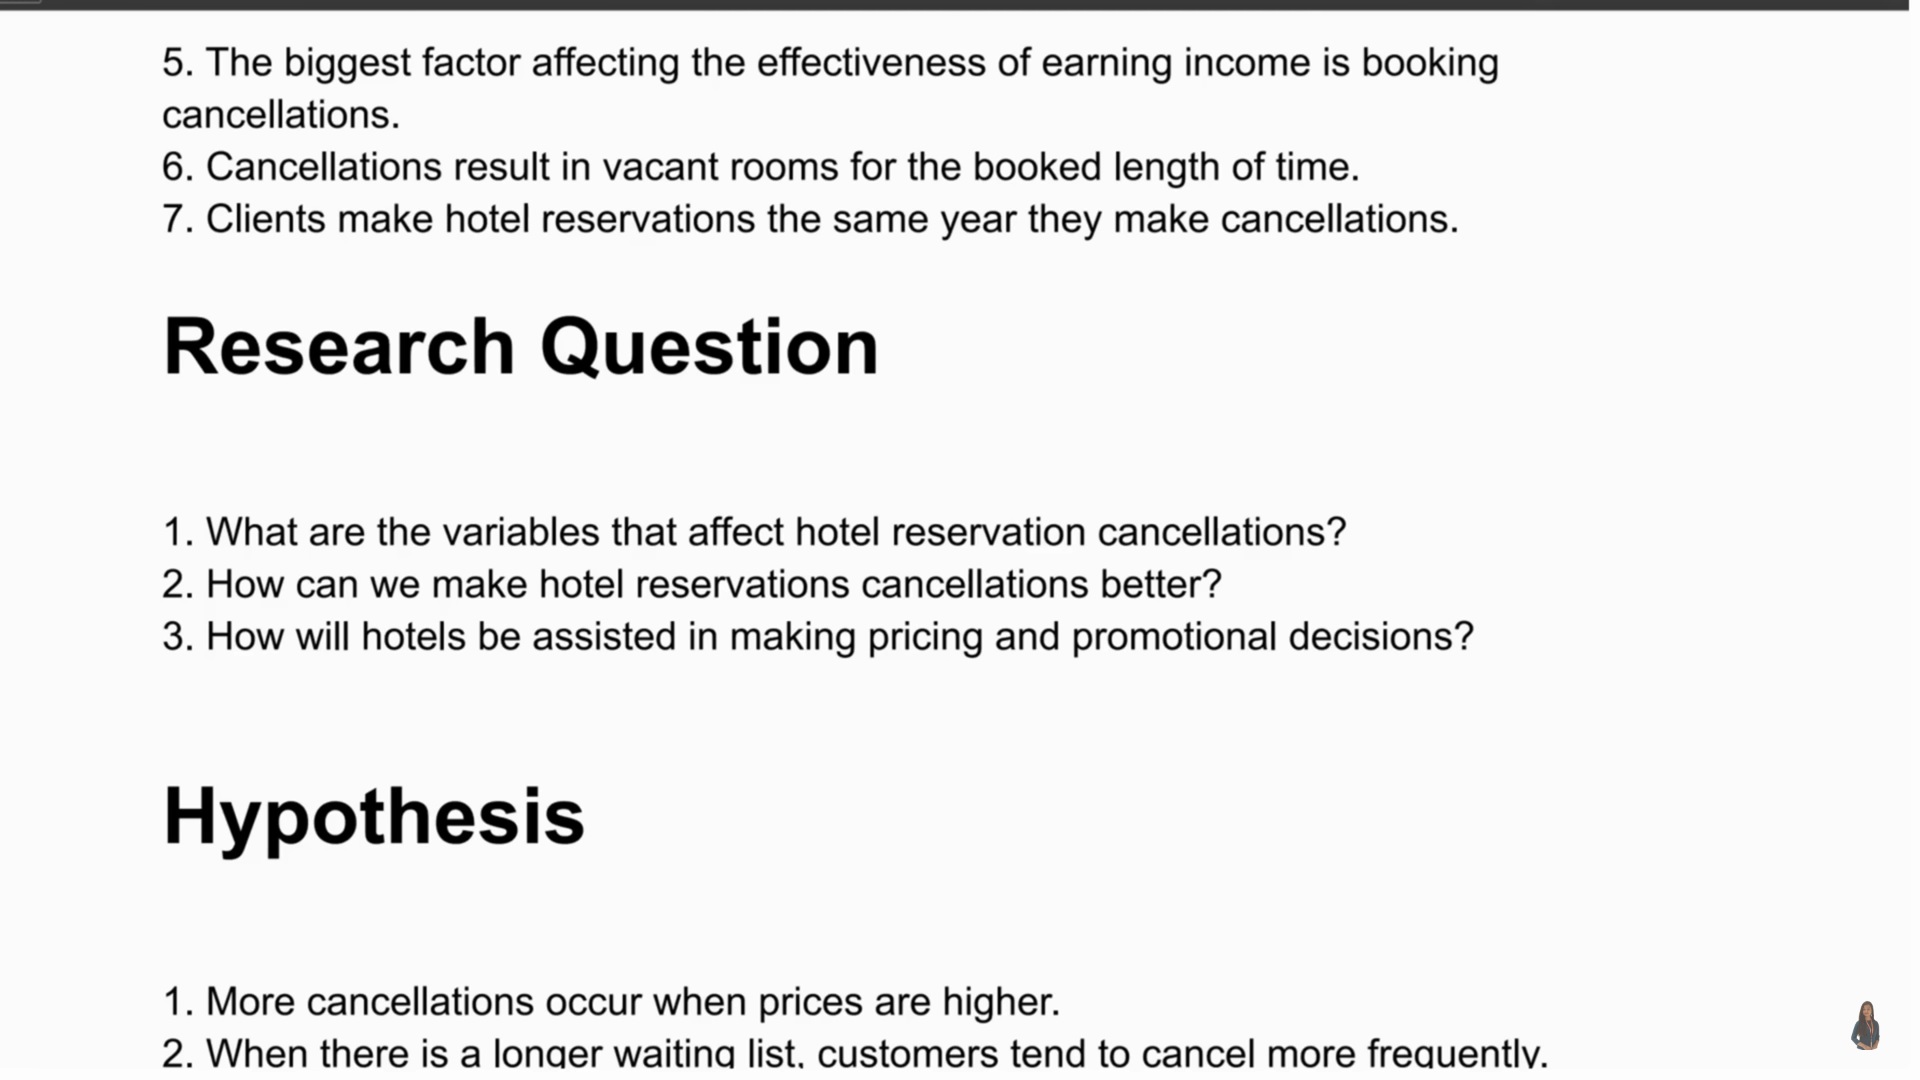 5. The biggest factor affecting the effectiveness of earning income is booking
cancellations.
6. Cancellations result in vacant rooms for the booked length of time.
7. Clients make hotel reservations the same year they make cancellations.
Research Question
1. What are the variables that affect hotel reservation cancellations?
2. How can we make hotel reservations cancellations better?
3. How will hotels be assisted in making pricing and promotional decisions?
Hypothesis
1. More cancellations occur when prices are higher.
2. When there is a longer waiting list, customers tend to cancel more frequently.